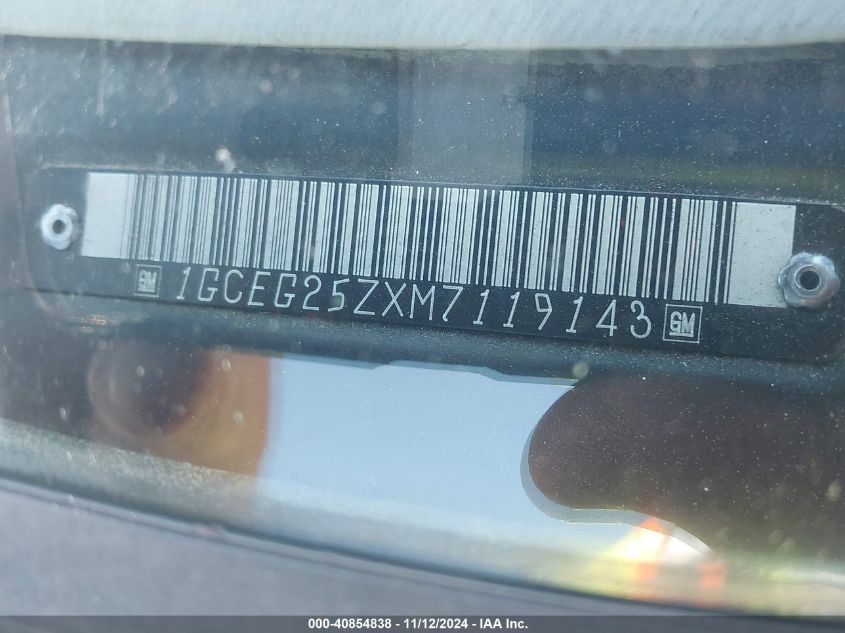 GM 1GCEG25ZXM7119143 GM
000-40854838 - 11/12/2024 - IAA Inc.